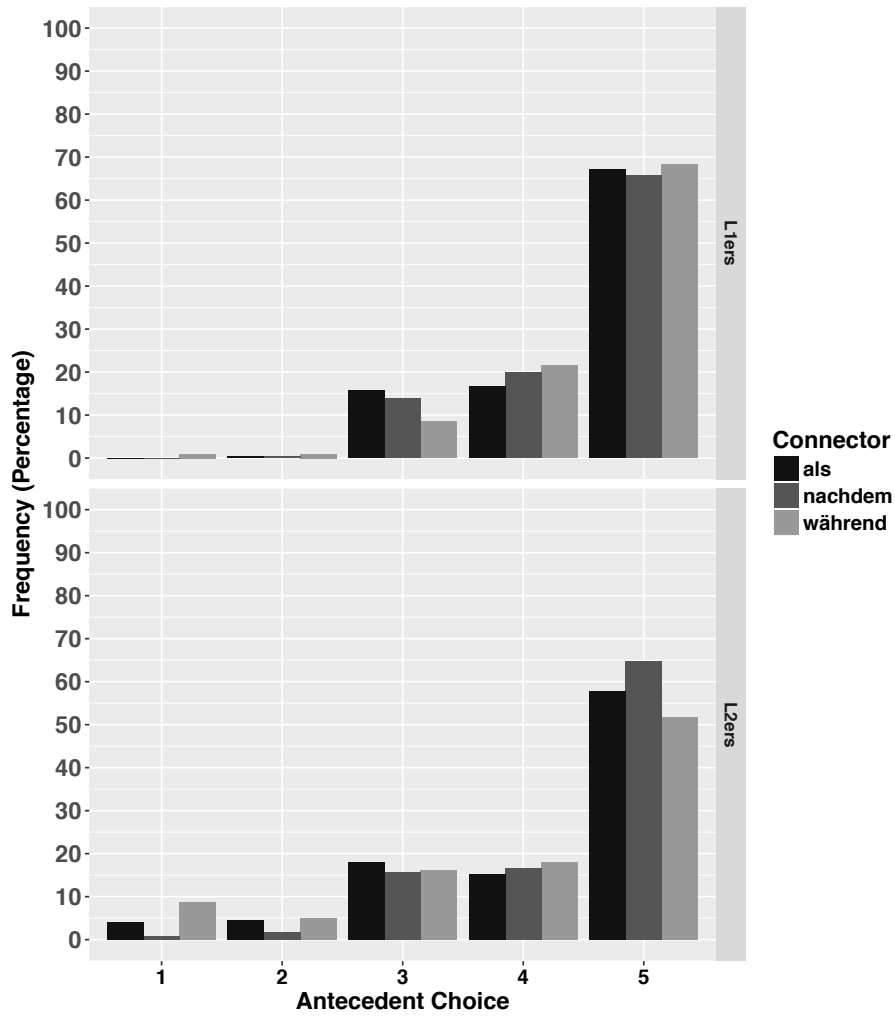 100
90
80
70
60
50
40
30
20
10
0
L1ers
100
90
80
70
60
50
40
30
20
10
0
L2ers
Frequency (Percentage)
1 2 3 4 5
Antecedent Choice
Connector
als
nachdem
während